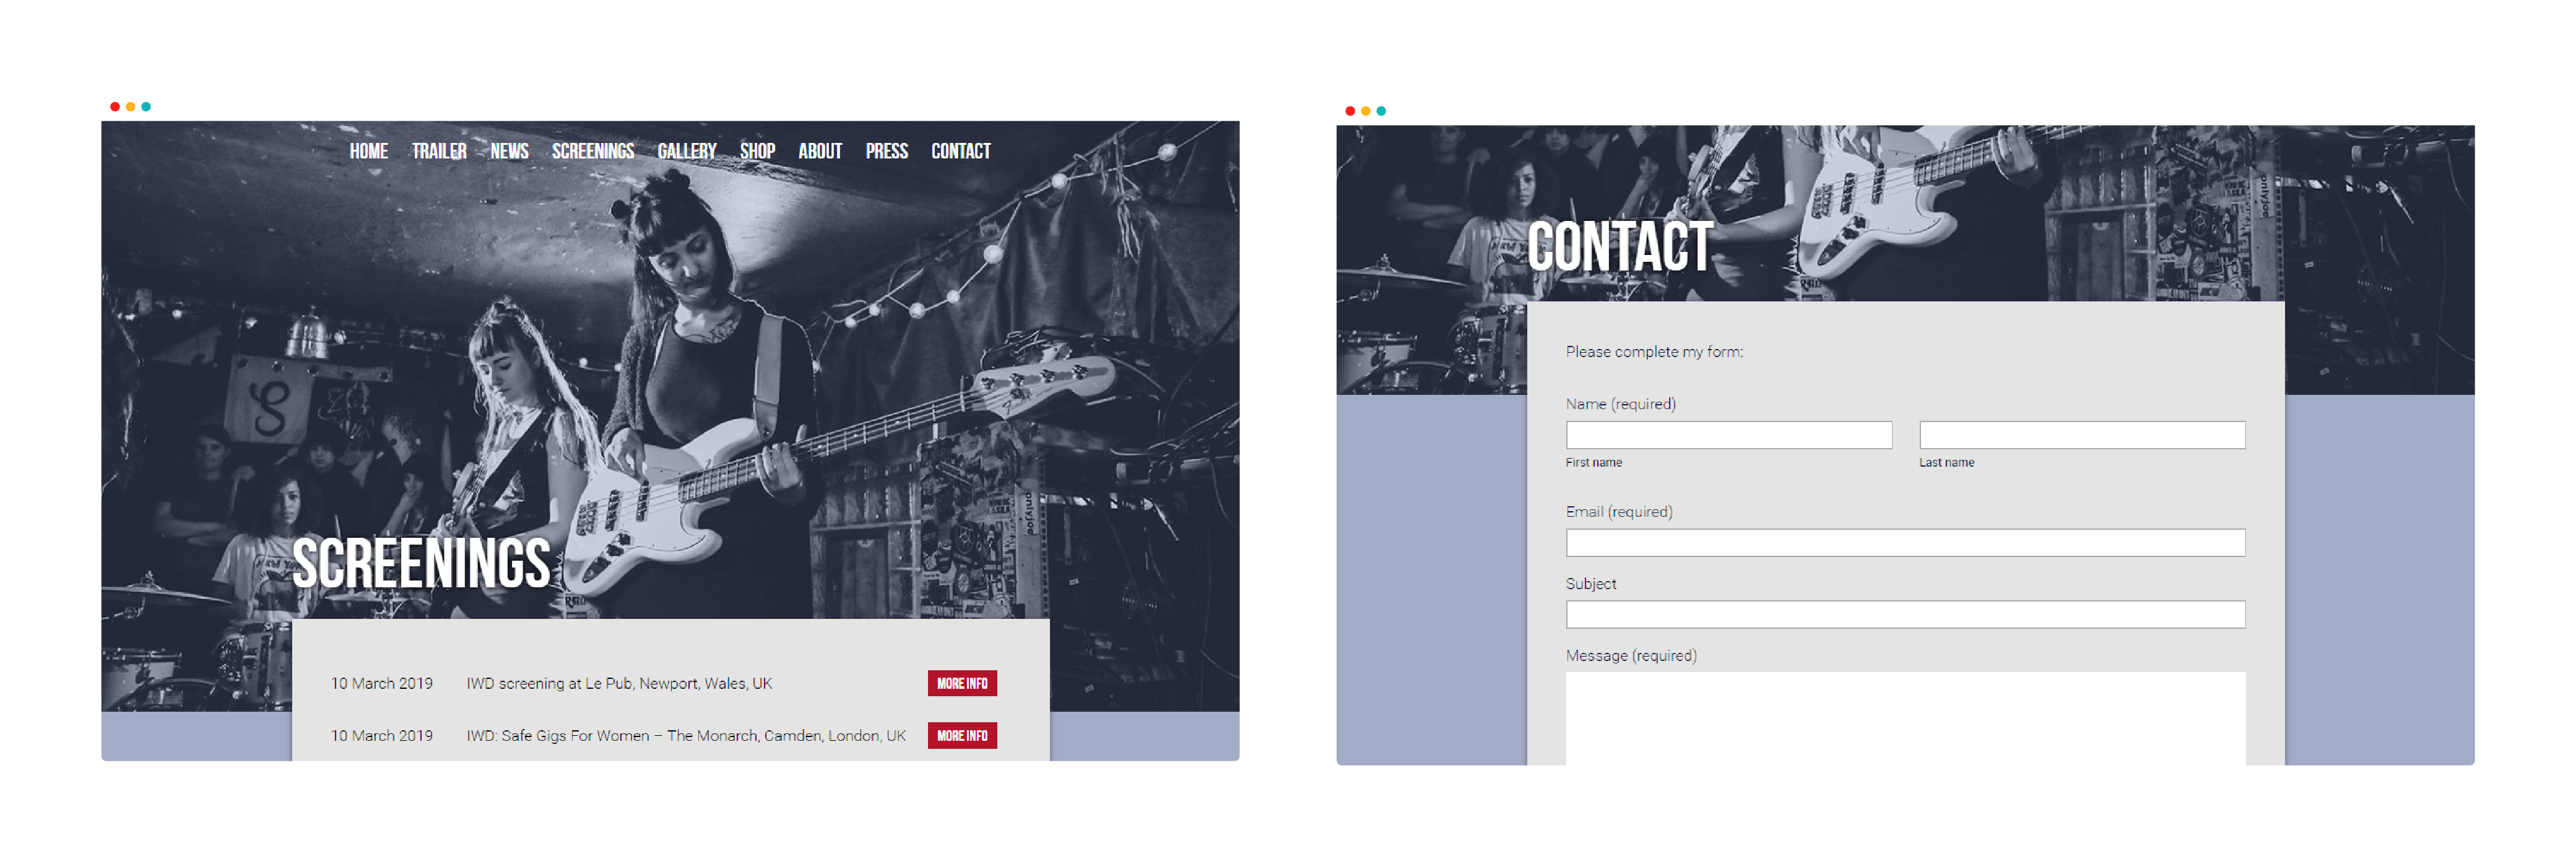 HOME TRAILER NEWS SCREENINGS GALLERY SHOP ABOUT PRESS CONTACT
onlyjoe
SCREENINGS
10 March 2019 IWD screening at Le Pub, Newport, Wales, UK MORE INFO
10 March 2019 IWD: Safe Gigs For Women – The Monarch, Camden, London, UK MORE INFO
onlyjoe
CONTACT
Please complete my form:
Name (required)
First name Last name
Email (required)
Subject
Message (required)